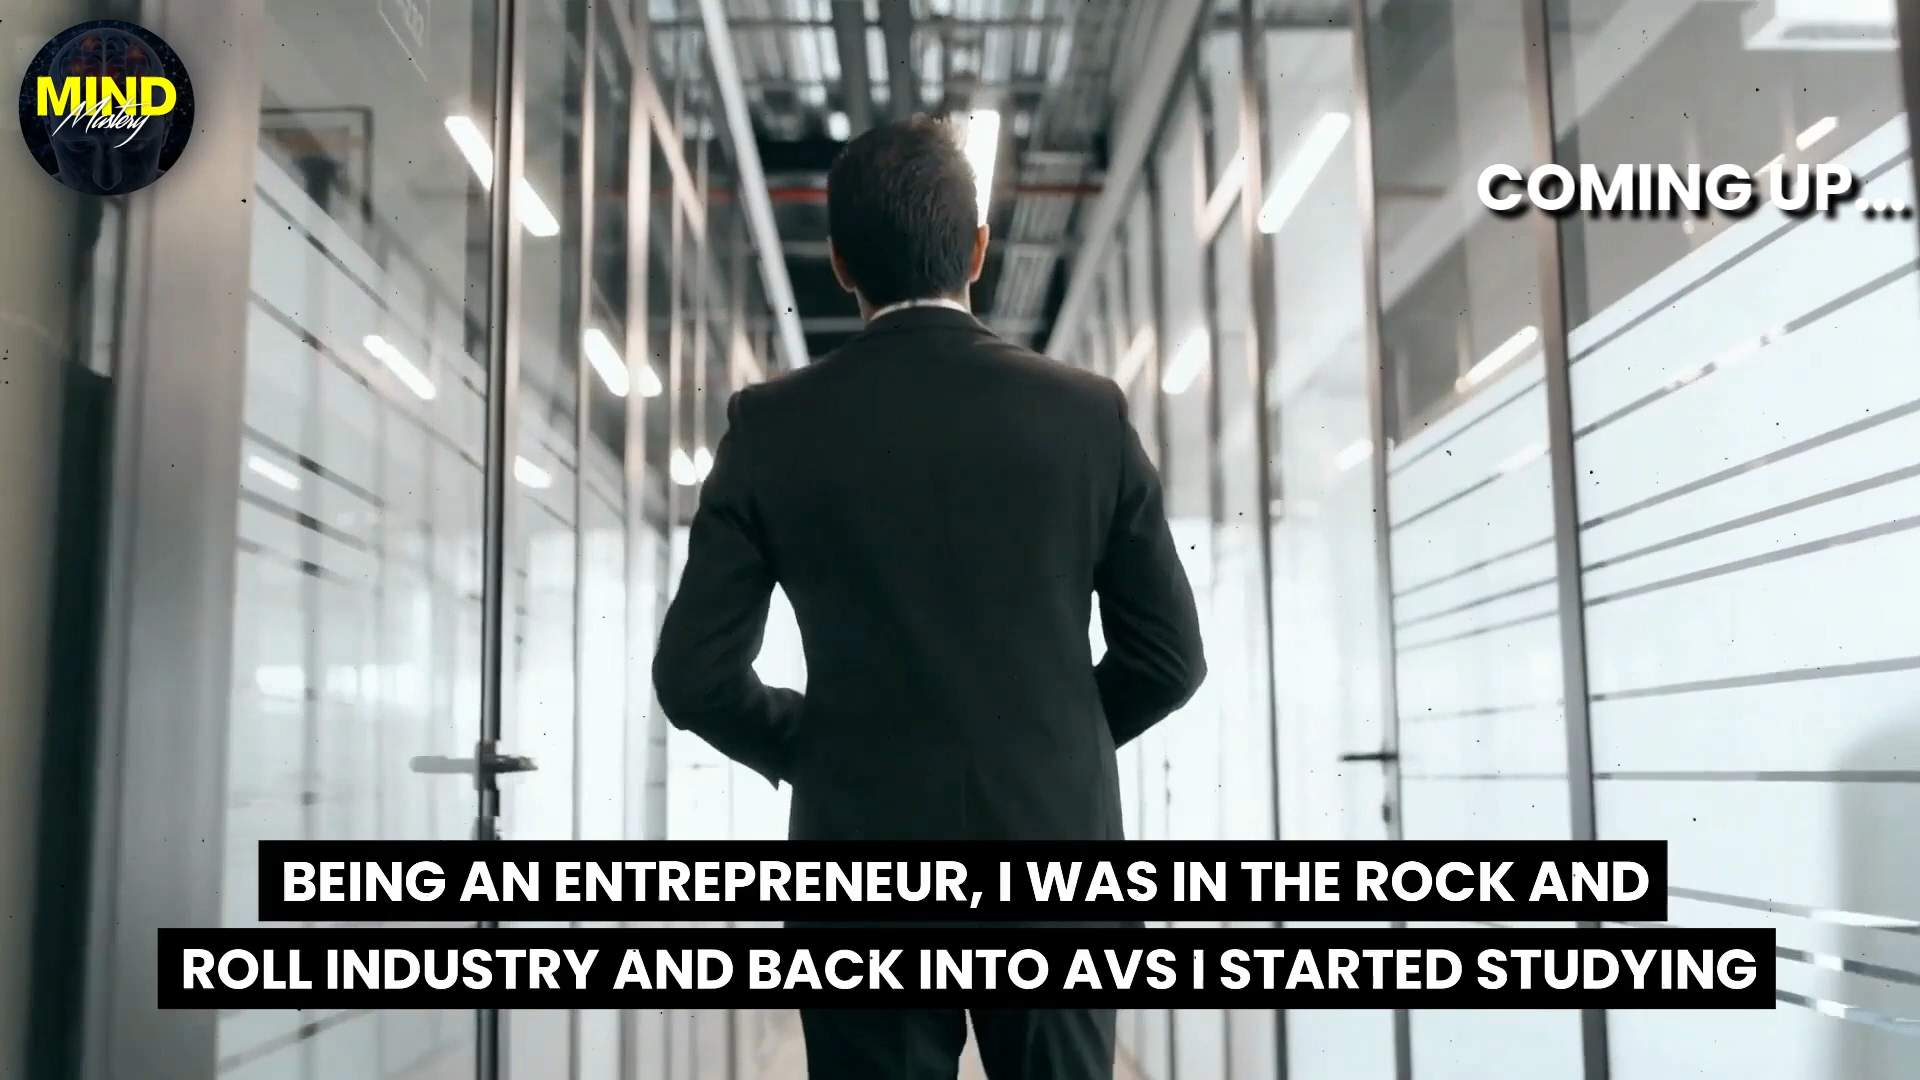 MIND
Mastery
COMING UP...
BEING AN ENTREPRENEUR, I WAS IN THE ROCK AND
ROLL INDUSTRY AND BACK INTO AVS I STARTED STUDYING